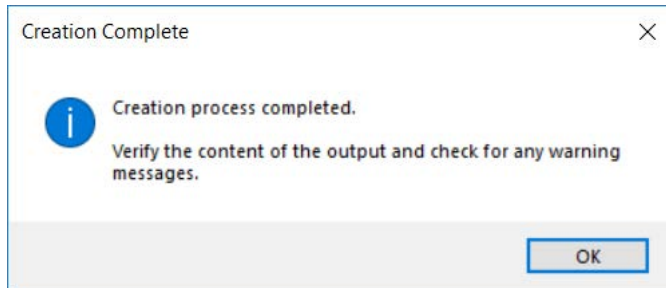 Creation Complete
Creation process completed.
Verify the content of the output and check for any warning
messages.
OK